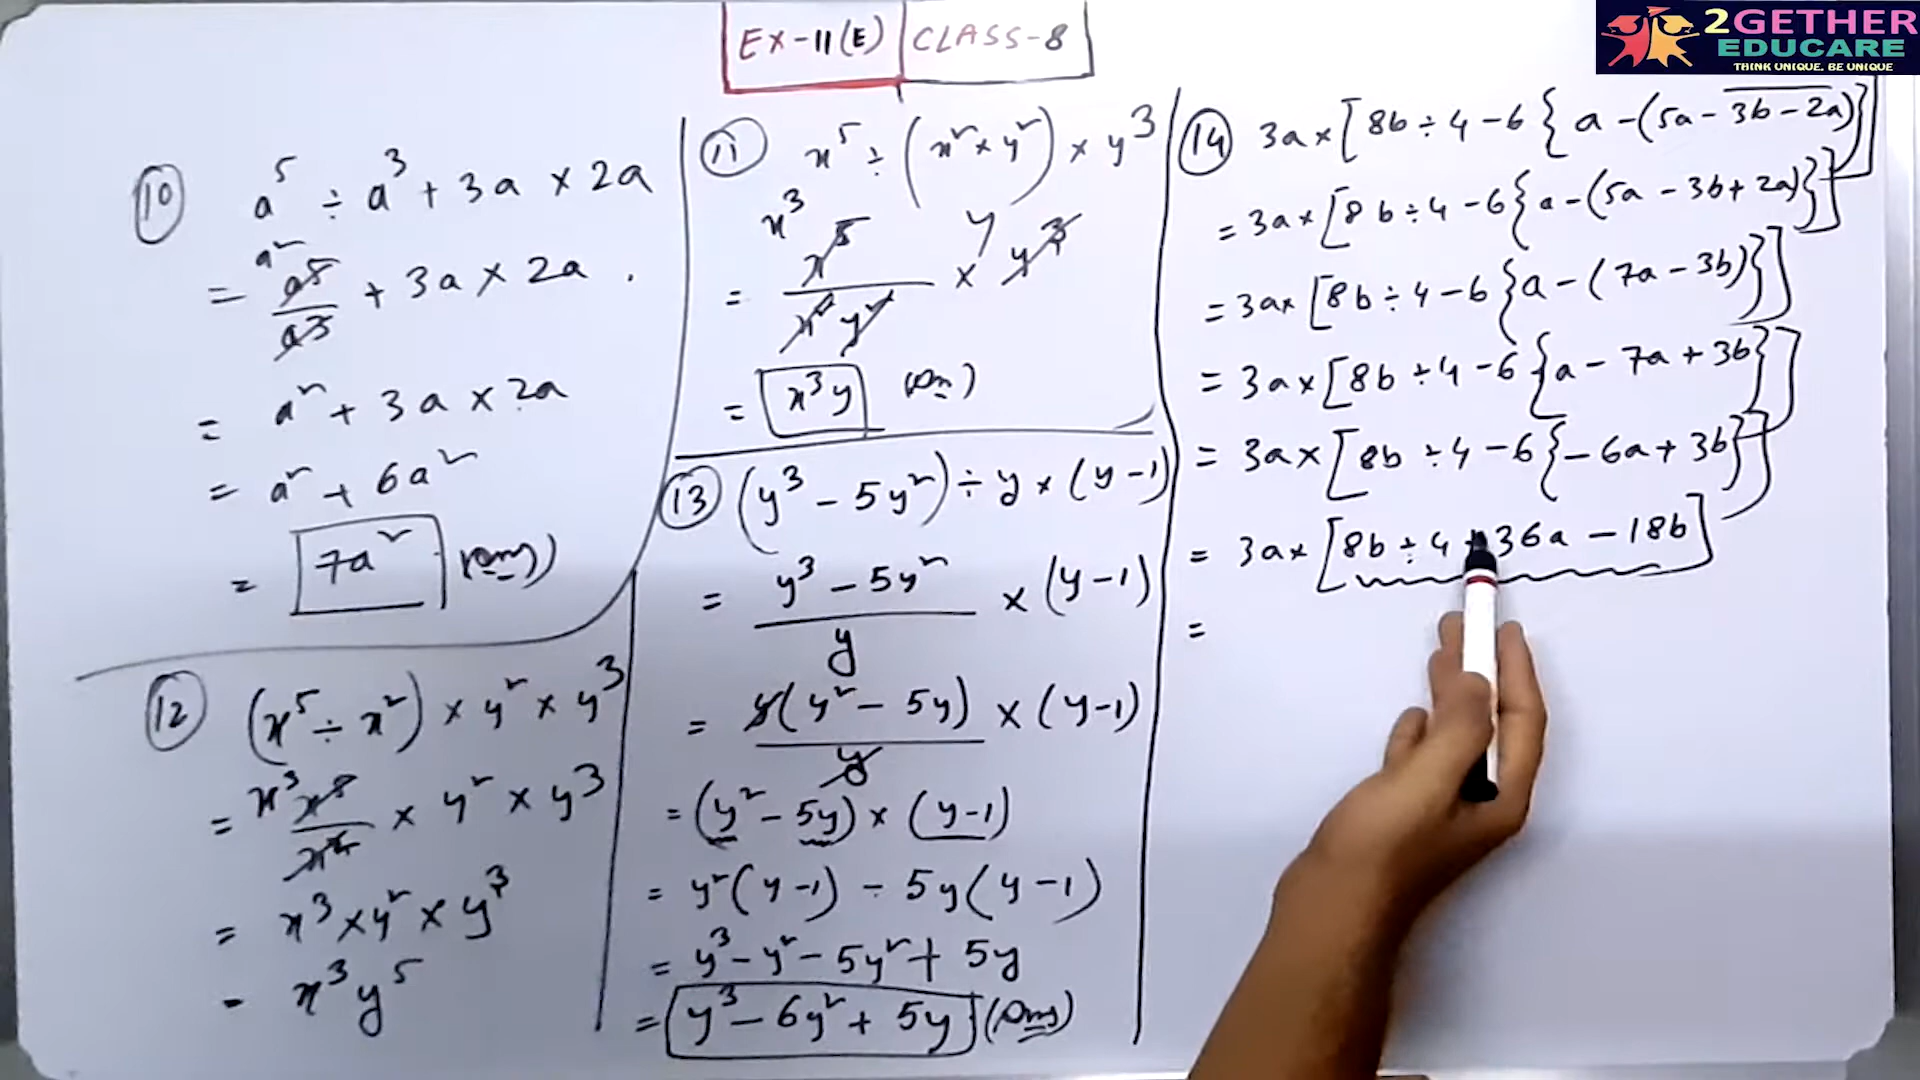 EX-11(E) CLASS-8
2GETHER
EDUCARE
THINK UNIQUE, BE UNIQUE
10 a⁵ ÷ a³ + 3a × 2a
a²
= a⁵/a³ + 3a × 2a .
= a² + 3a × 2a
= a² + 6a²
= 7a² (Ans)
12 (x⁵ ÷ x²) × y² × y³
= x³ x⁵/x² × y² × y³
= x³ × y² × y³
= x³y⁵
11 x⁵ ÷ (x² × y²) × y³
x³ y
= x⁵/x²y² × y³
= x³y (Ans)
13 (y³ - 5y²) ÷ y × (y-1)
= y³ - 5y²/y × (y-1)
= y(y² - 5y)/y × (y-1)
= (y² - 5y) × (y-1)
= y²(y-1) - 5y(y-1)
= y³ - y² - 5y² + 5y
= y³ - 6y² + 5y (Ans)
14 3a × [8b ÷ 4 - 6{a - (5a - 3b - 2a)}]
= 3a × [8b ÷ 4 - 6{a - (5a - 3b + 2a)}]
= 3a × [8b ÷ 4 - 6{a - (7a - 3b)}]
= 3a × [8b ÷ 4 - 6{a - 7a + 3b}]
= 3a × [8b ÷ 4 - 6{-6a + 3b}]
= 3a × [8b ÷ 4 + 36a - 18b]
=